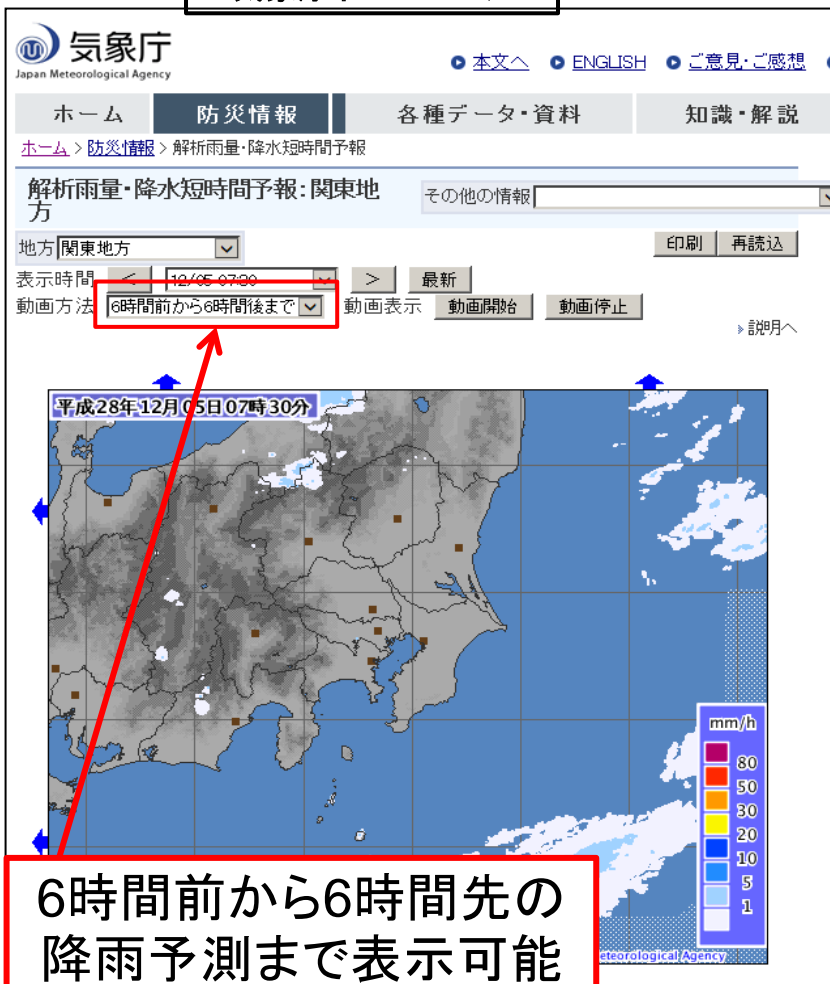 気象庁
Japan Meteorological Agency
本文へ ENGLISH ご意見・ご感想
ホーム 防災情報 各種データ・資料 知識・解説
ホーム > 防災情報 > 解析雨量・降水短時間予報
解析雨量・降水短時間予報：関東地方
その他の情報
地方 関東地方 印刷 再読込
表示時間 < 12/05 07:30 > 最新
動画方法 6時間前から6時間後まで 動画表示 動画開始 動画停止
» 説明へ
平成28年12月05日07時30分
mm/h
80
50
30
20
10
5
1
eteorological Agency
6時間前から6時間先の
降雨予測まで表示可能